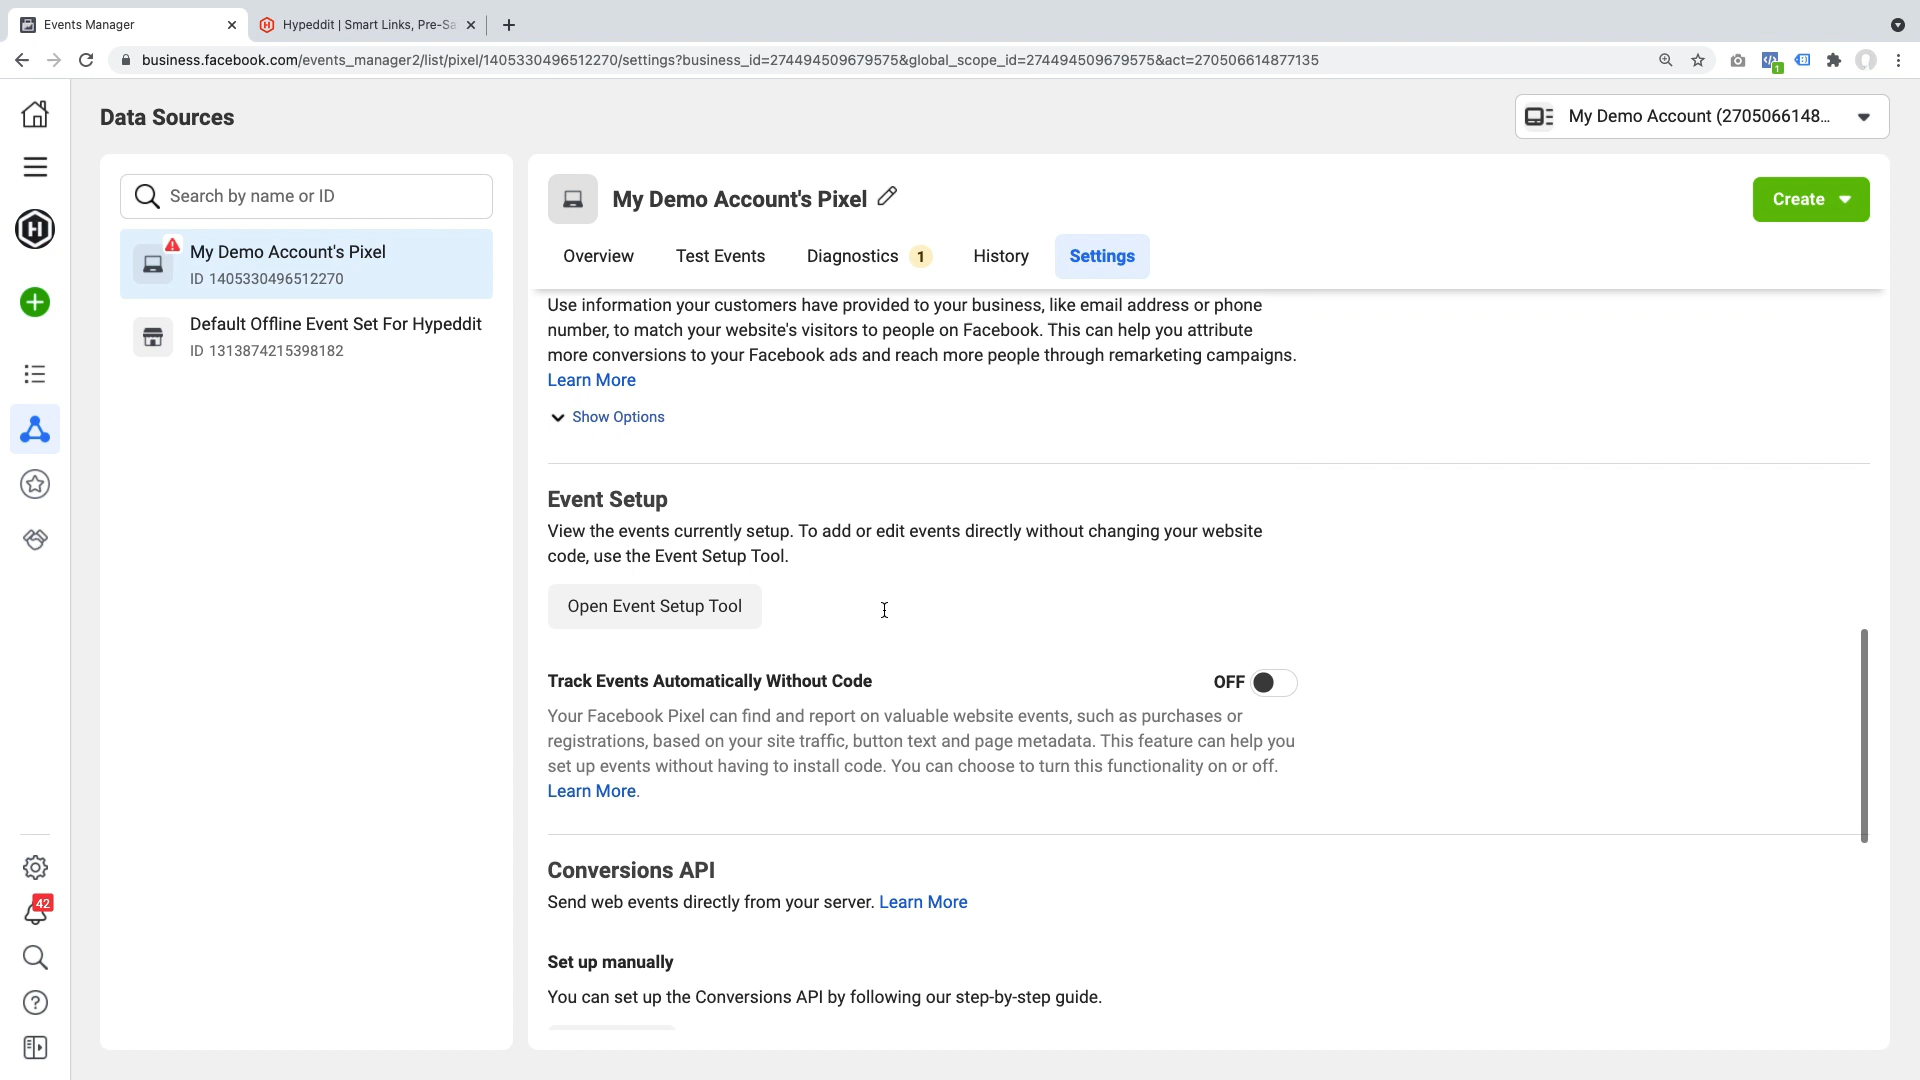 Events Manager
Hypeddit | Smart Links, Pre-Sa
business.facebook.com/events_manager2/list/pixel/1405330496512270/settings?business_id=274494509679575&global_scope_id=274494509679575&act=270506614877135
1
Data Sources
My Demo Account (2705066148...
Search by name or ID
My Demo Account's Pixel
ID 1405330496512270
Default Offline Event Set For Hypeddit
ID 1313874215398182
42
My Demo Account's Pixel
Create
Overview
Test Events
Diagnostics 1
History
Settings
Use information your customers have provided to your business, like email address or phone
number, to match your website's visitors to people on Facebook. This can help you attribute
more conversions to your Facebook ads and reach more people through remarketing campaigns.
Learn More
Show Options
Event Setup
View the events currently setup. To add or edit events directly without changing your website
code, use the Event Setup Tool.
Open Event Setup Tool
Track Events Automatically Without Code
OFF
Your Facebook Pixel can find and report on valuable website events, such as purchases or
registrations, based on your site traffic, button text and page metadata. This feature can help you
set up events without having to install code. You can choose to turn this functionality on or off.
Learn More.
Conversions API
Send web events directly from your server. Learn More
Set up manually
You can set up the Conversions API by following our step-by-step guide.